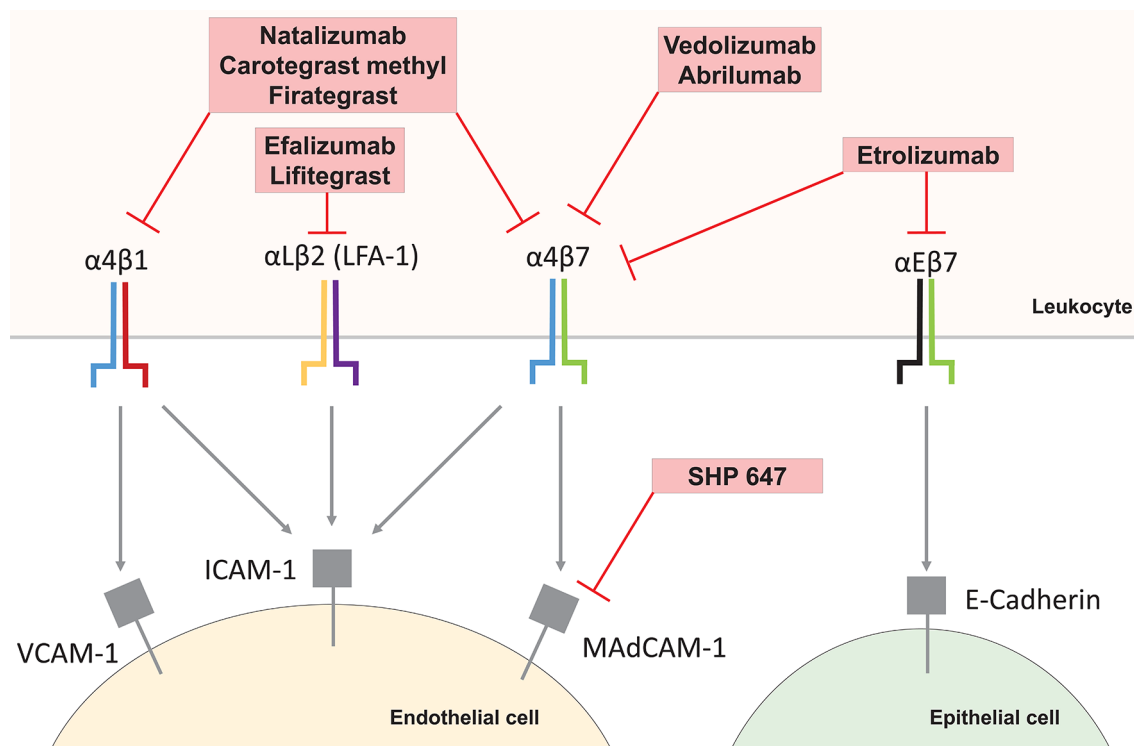 Natalizumab
Carotegrast methyl
Firategrast
Vedolizumab
Abrilumab
Efalizumab
Lifitegrast
Etrolizumab
α4β1
αLβ2 (LFA-1)
α4β7
αEβ7
Leukocyte
SHP 647
ICAM-1
E-Cadherin
VCAM-1
MAdCAM-1
Endothelial cell
Epithelial cell